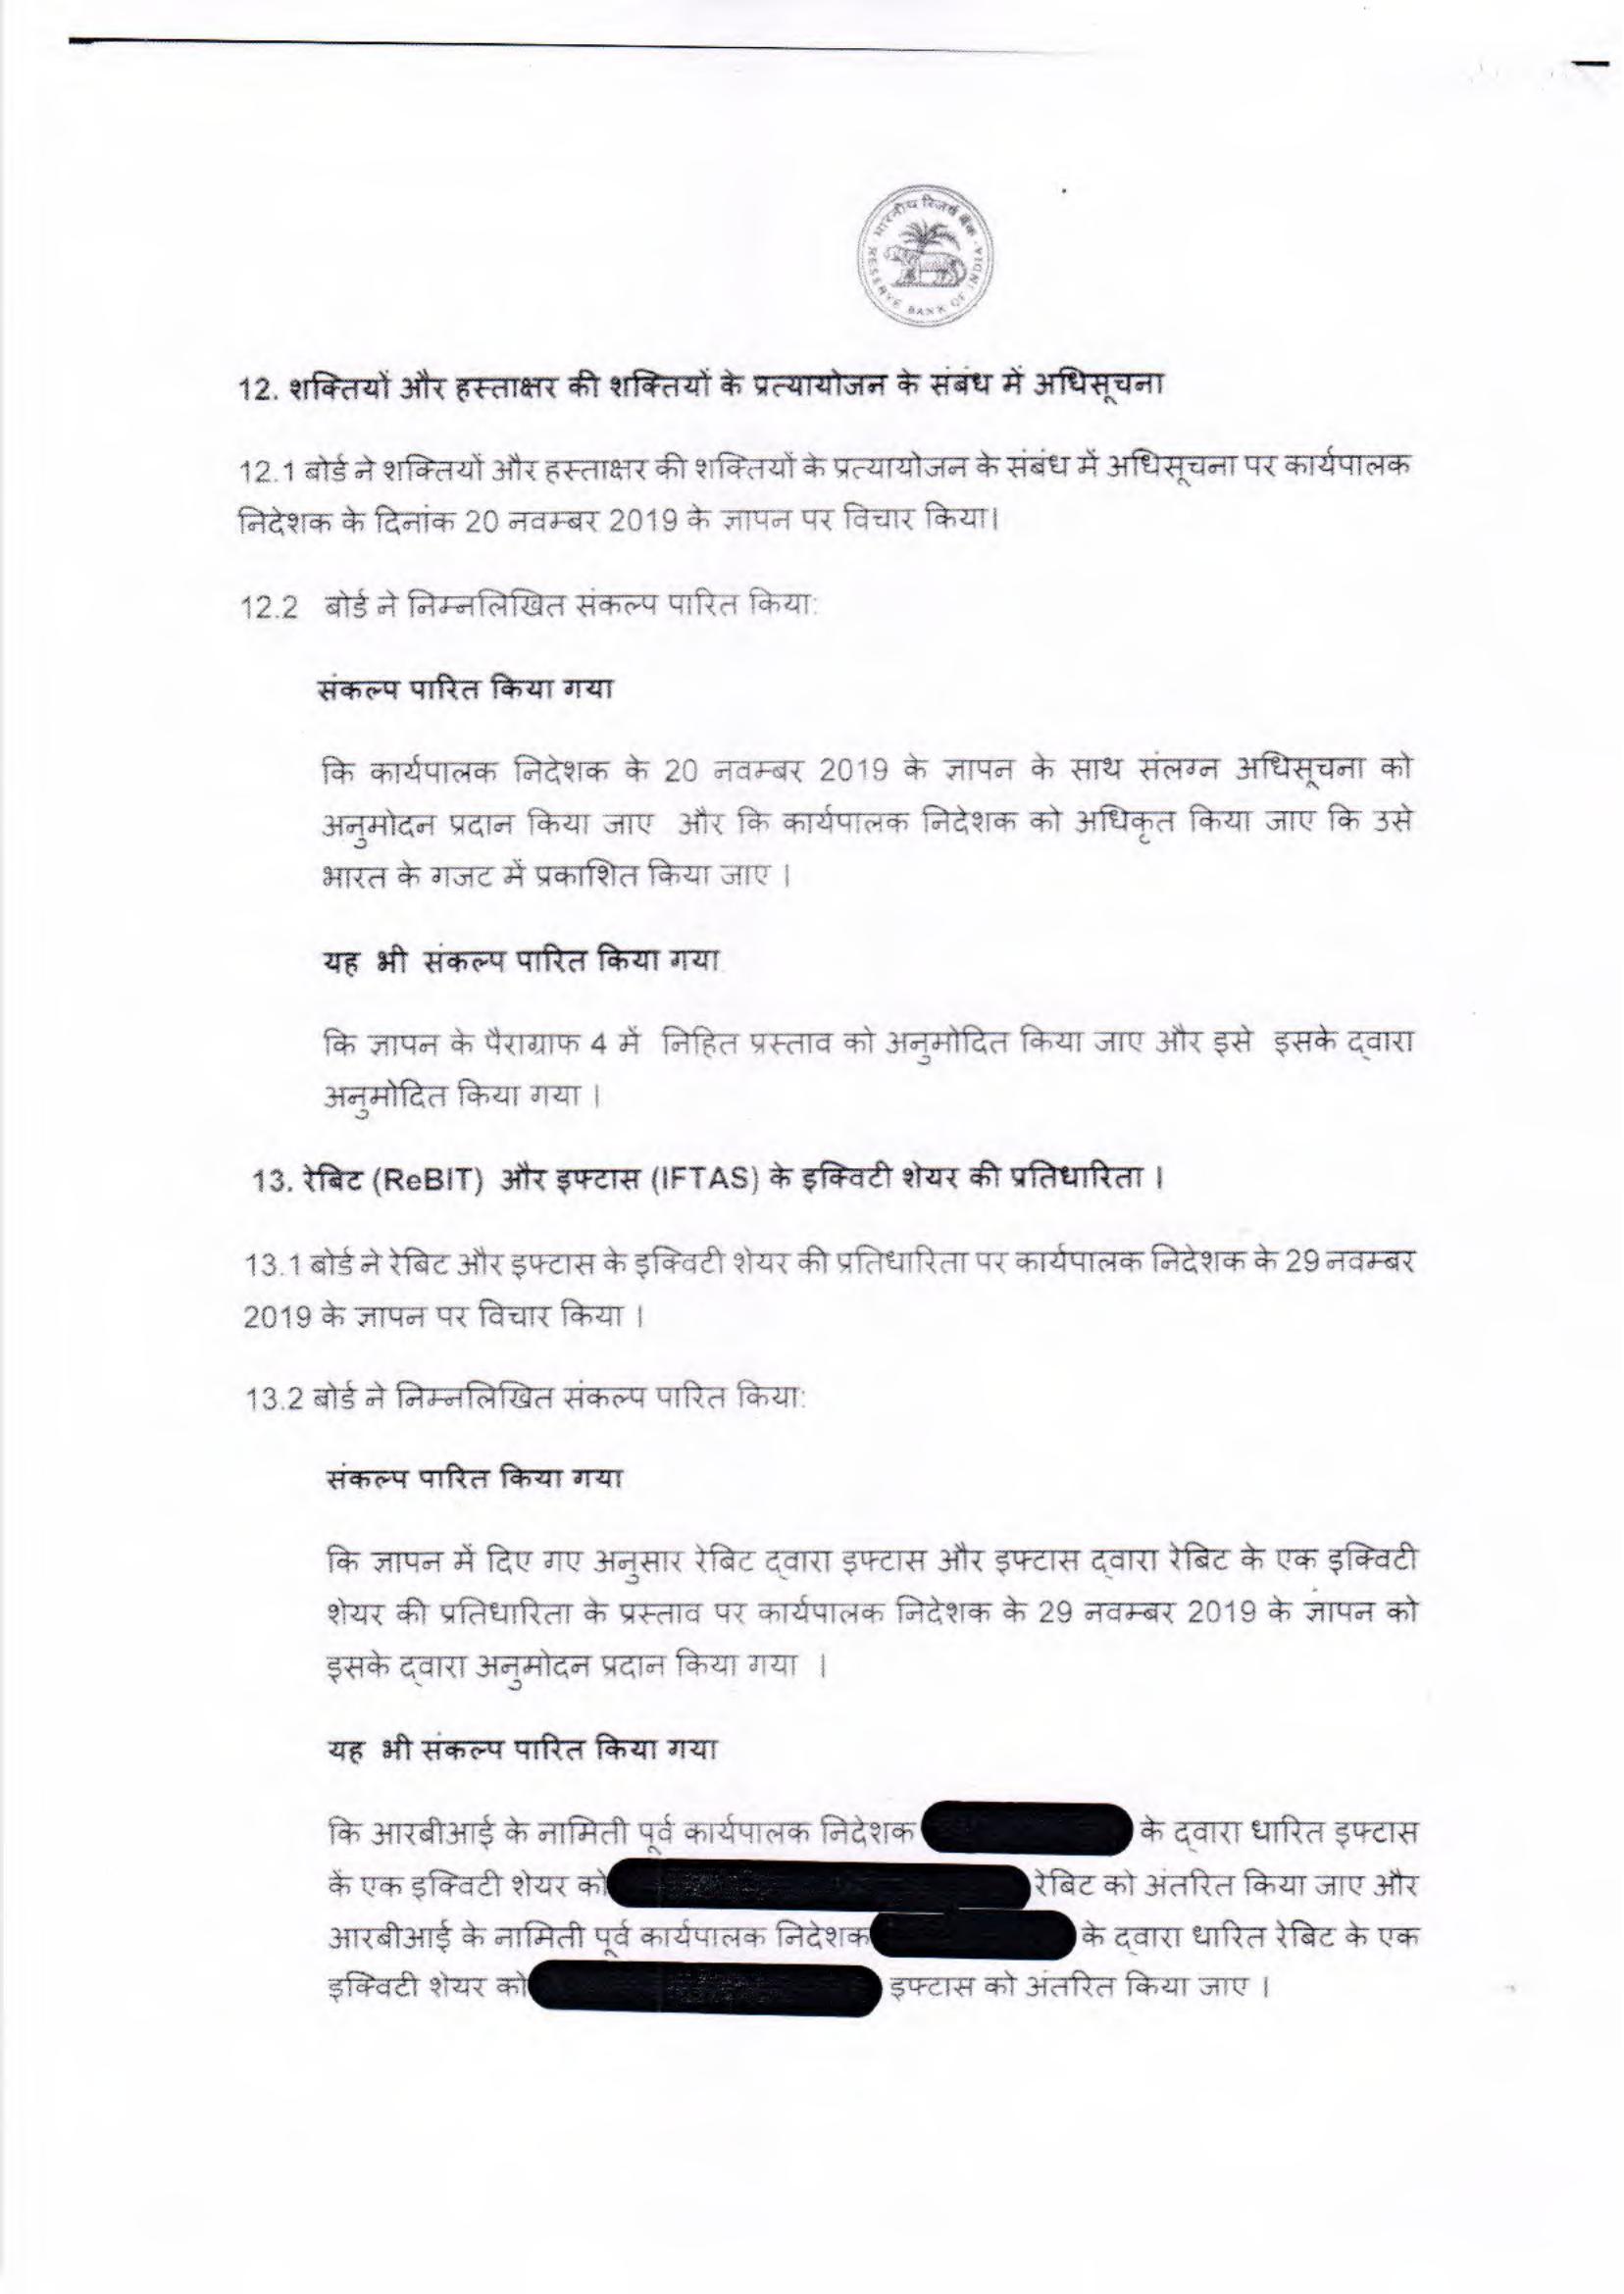 भारतीय रिज़र्व बैंक
RESERVE BANK OF INDIA
12. शक्तियों और हस्ताक्षर की शक्तियों के प्रत्यायोजन के संबंध में अधिसूचना
12.1 बोर्ड ने शक्तियों और हस्ताक्षर की शक्तियों के प्रत्यायोजन के संबंध में अधिसूचना पर कार्यपालक
निदेशक के दिनांक 20 नवम्बर 2019 के ज्ञापन पर विचार किया।
12.2 बोर्ड ने निम्नलिखित संकल्प पारित किया:
संकल्प पारित किया गया
कि कार्यपालक निदेशक के 20 नवम्बर 2019 के ज्ञापन के साथ संलग्न अधिसूचना को
अनुमोदन प्रदान किया जाए और कि कार्यपालक निदेशक को अधिकृत किया जाए कि उसे
भारत के गजट में प्रकाशित किया जाए ।
यह भी संकल्प पारित किया गया
कि ज्ञापन के पैराग्राफ 4 में निहित प्रस्ताव को अनुमोदित किया जाए और इसे इसके द्वारा
अनुमोदित किया गया ।
13. रेबिट (ReBIT) और इफ्टास (IFTAS) के इक्विटी शेयर की प्रतिधारिता ।
13.1 बोर्ड ने रेबिट और इफ्टास के इक्विटी शेयर की प्रतिधारिता पर कार्यपालक निदेशक के 29 नवम्बर
2019 के ज्ञापन पर विचार किया ।
13.2 बोर्ड ने निम्नलिखित संकल्प पारित किया:
संकल्प पारित किया गया
कि ज्ञापन में दिए गए अनुसार रेबिट द्वारा इफ्टास और इफ्टास द्वारा रेबिट के एक इक्विटी
शेयर की प्रतिधारिता के प्रस्ताव पर कार्यपालक निदेशक के 29 नवम्बर 2019 के ज्ञापन को
इसके द्वारा अनुमोदन प्रदान किया गया ।
यह भी संकल्प पारित किया गया
कि आरबीआई के नामिती पूर्व कार्यपालक निदेशक के द्वारा धारित इफ्टास
के एक इक्विटी शेयर को रेबिट को अंतरित किया जाए और
आरबीआई के नामिती पूर्व कार्यपालक निदेशक के द्वारा धारित रेबिट के एक
इक्विटी शेयर को इफ्टास को अंतरित किया जाए ।